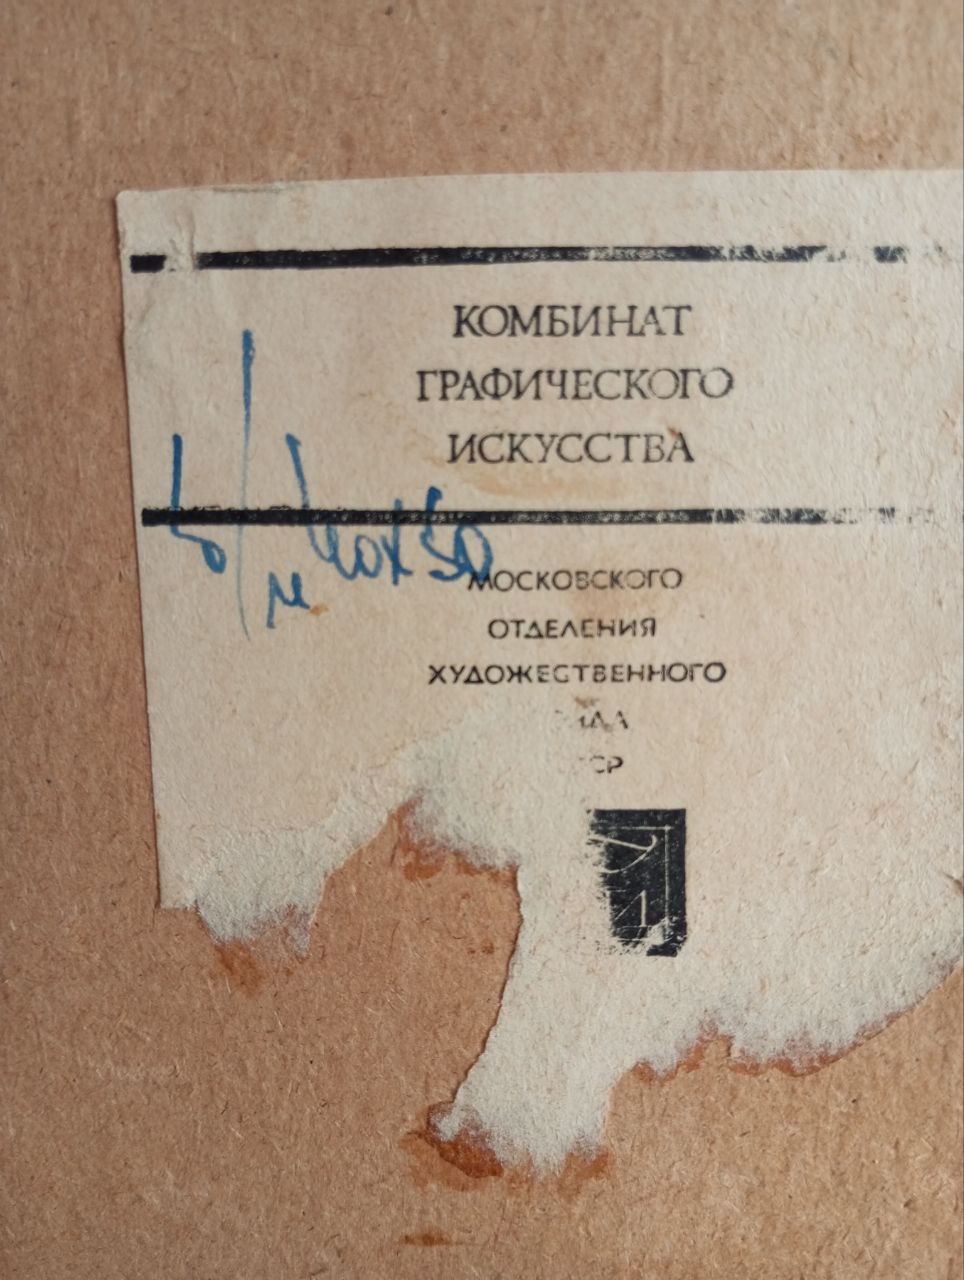 КОМБИНАТ
ГРАФИЧЕСКОГО
ИСКУССТВА
40х50
МОСКОВСКОГО
ОТДЕЛЕНИЯ
ХУДОЖЕСТВЕННОГО